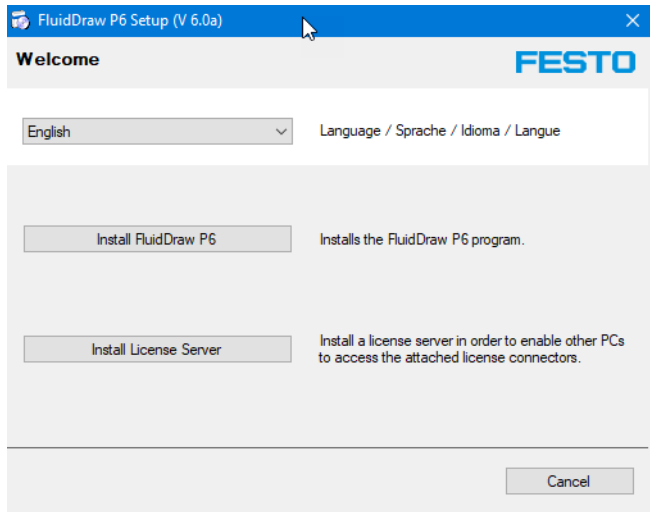 FluidDraw P6 Setup (V 6.0a)
Welcome
FESTO
English
Language / Sprache / Idioma / Langue
Install FluidDraw P6
Installs the FluidDraw P6 program.
Install License Server
Install a license server in order to enable other PCs
to access the attached license connectors.
Cancel